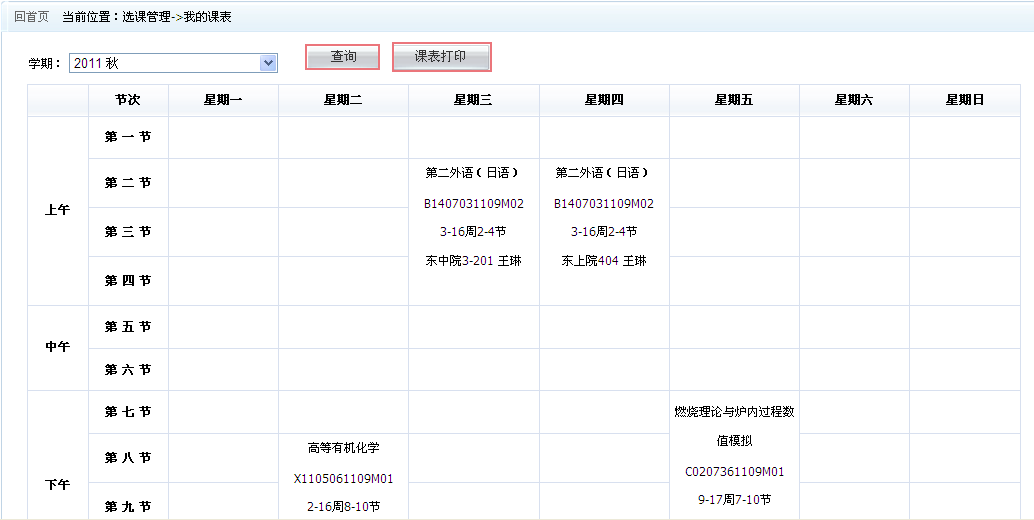 回首页 当前位置：选课管理->我的课表
学期： 2011 秋 查询 课表打印
节次 星期一 星期二 星期三 星期四 星期五 星期六 星期日
上午
第 一 节
第 二 节
第 三 节
第 四 节
第二外语（日语）
B1407031109M02
3-16周2-4节
东中院3-201 王琳
第二外语（日语）
B1407031109M02
3-16周2-4节
东上院404 王琳
中午
第 五 节
第 六 节
下午
第 七 节
第 八 节
第 九 节
高等有机化学
X1105061109M01
2-16周8-10节
燃烧理论与炉内过程数
值模拟
C0207361109M01
9-17周7-10节